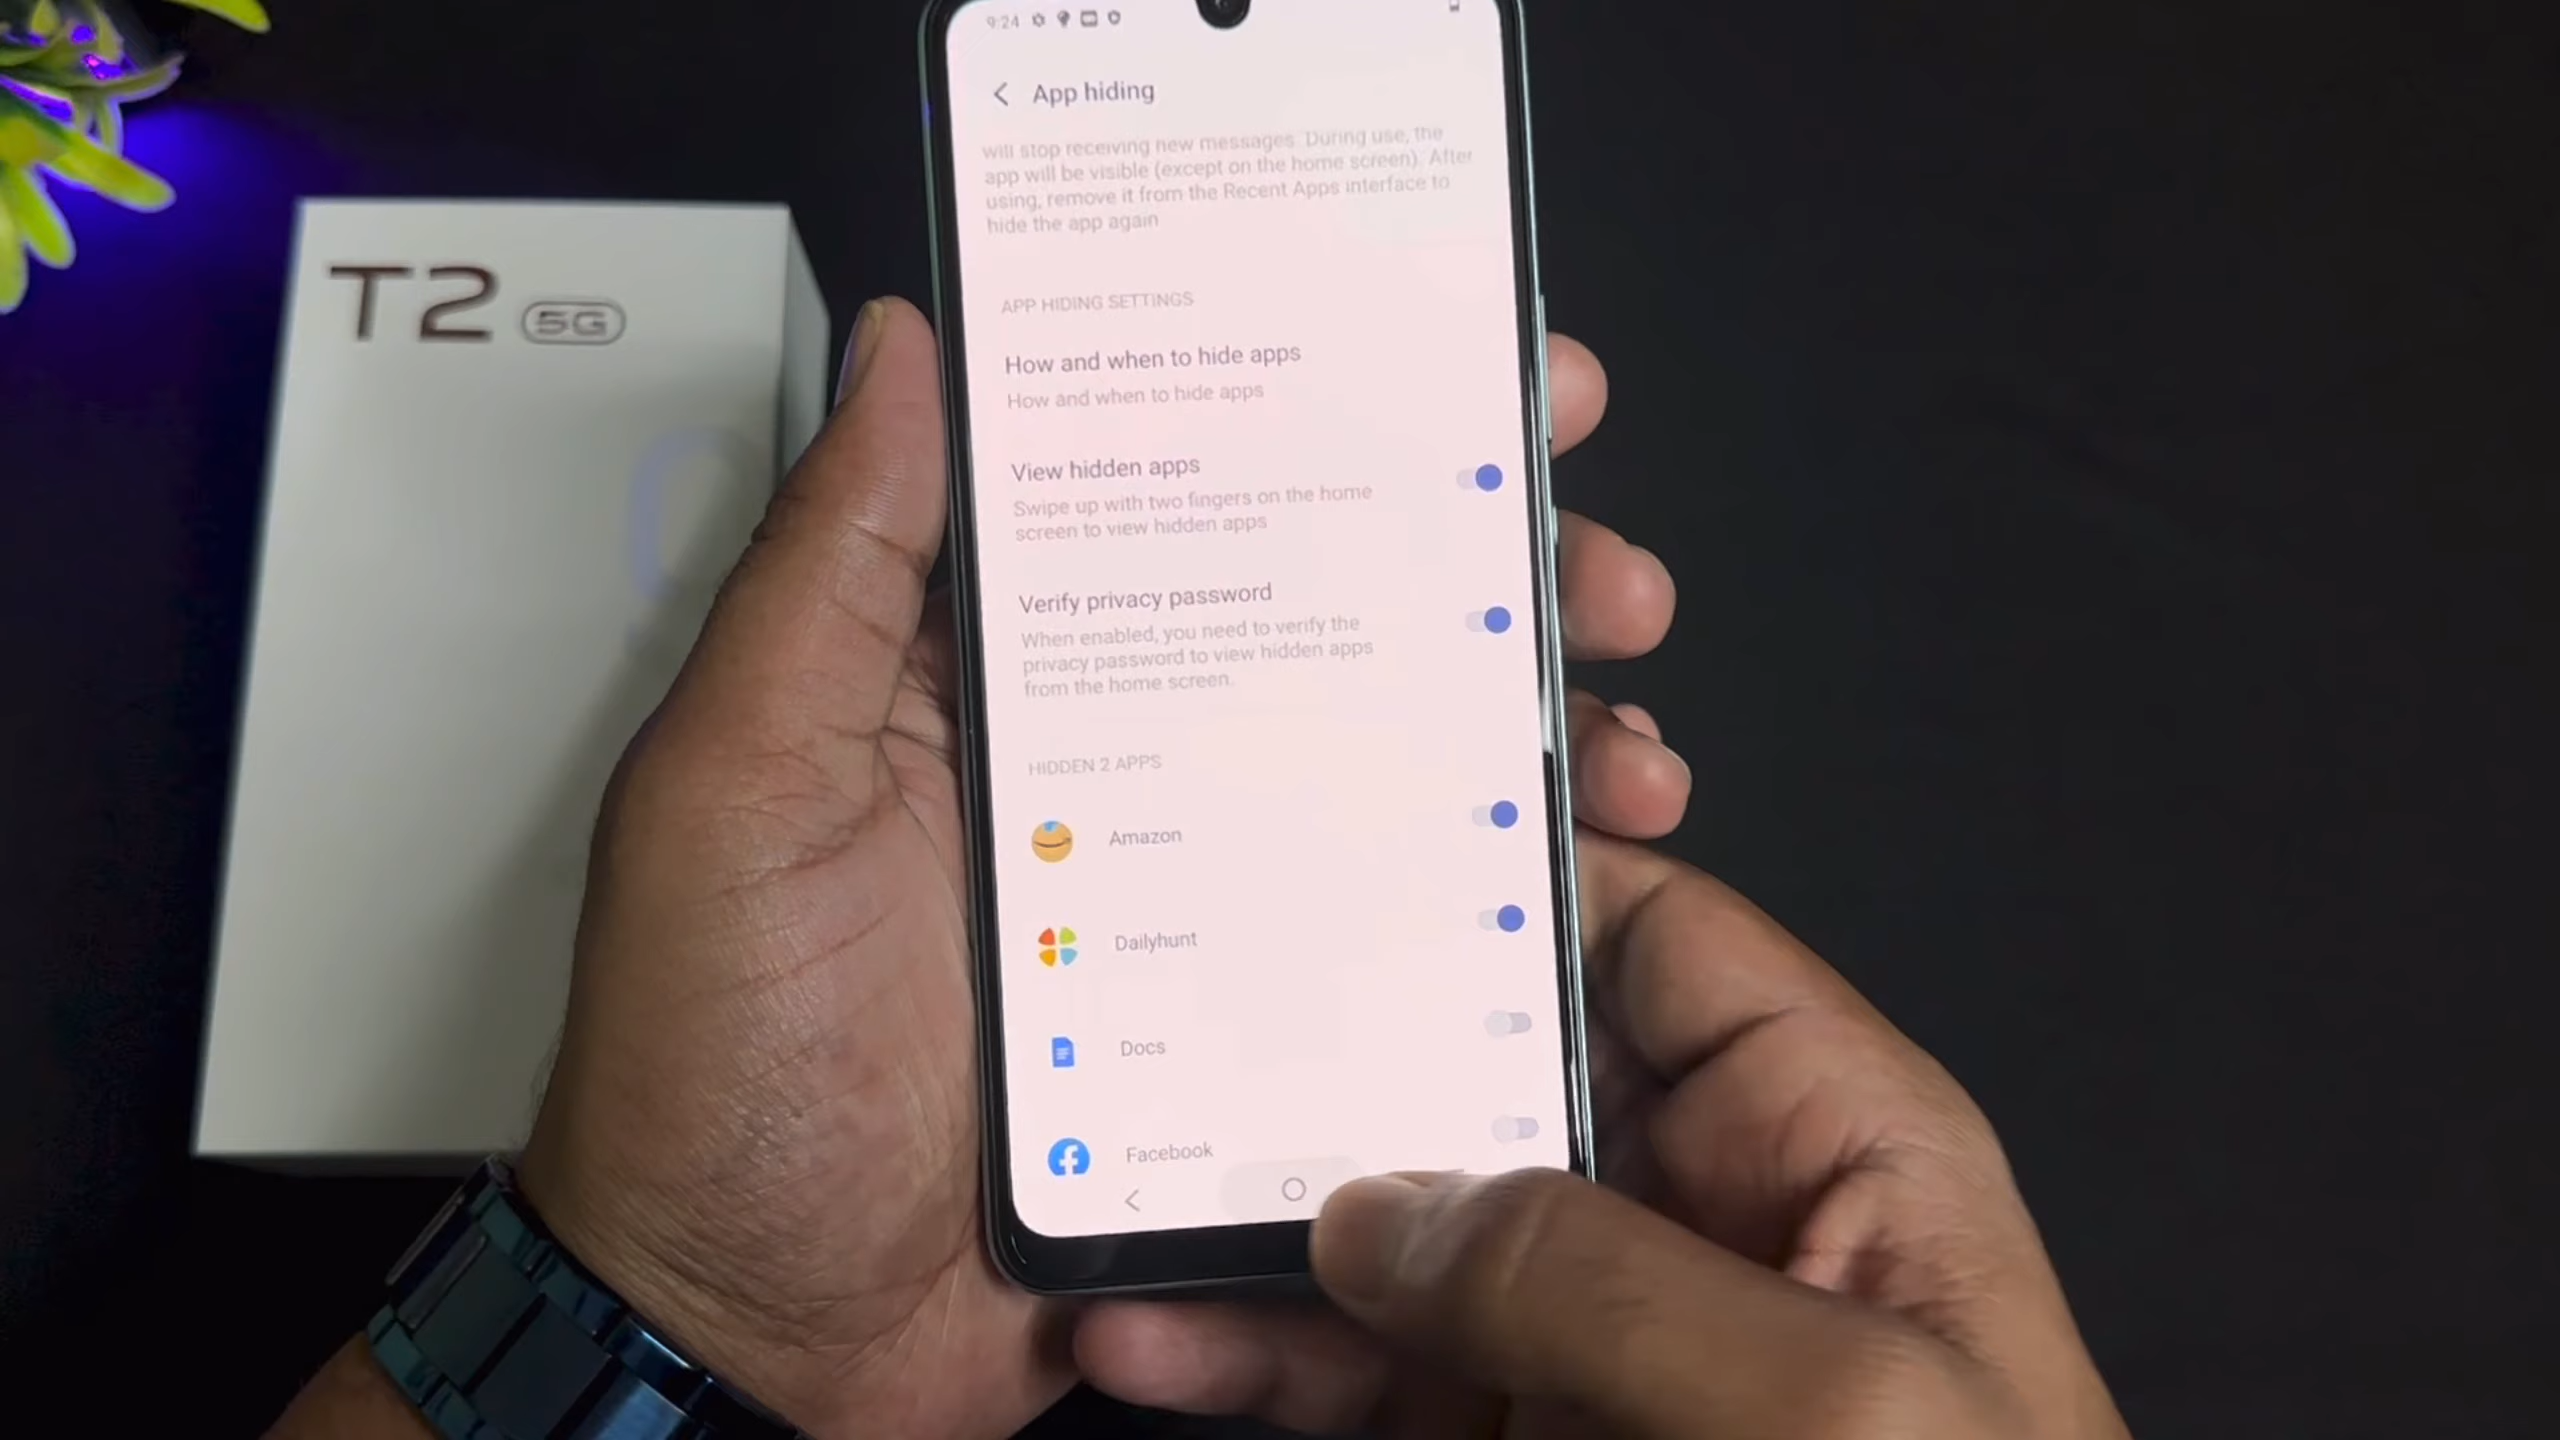 T2 5G
9:24
App hiding
will stop receiving new messages. During use, the
app will be visible (except on the home screen). After
using, remove it from the Recent Apps interface to
hide the app again
APP HIDING SETTINGS
How and when to hide apps
How and when to hide apps
View hidden apps
Swipe up with two fingers on the home
screen to view hidden apps
Verify privacy password
When enabled, you need to verify the
privacy password to view hidden apps
from the home screen.
HIDDEN 2 APPS
Amazon
Dailyhunt
Docs
Facebook